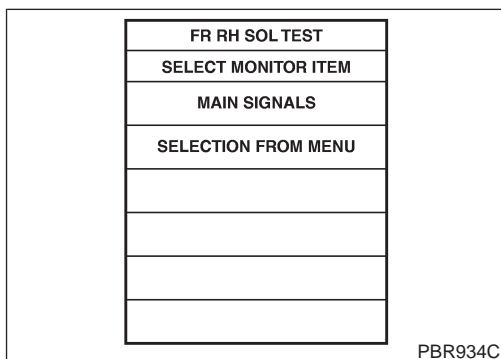 FR RH SOL TEST
SELECT MONITOR ITEM
MAIN SIGNALS
SELECTION FROM MENU
PBR934C